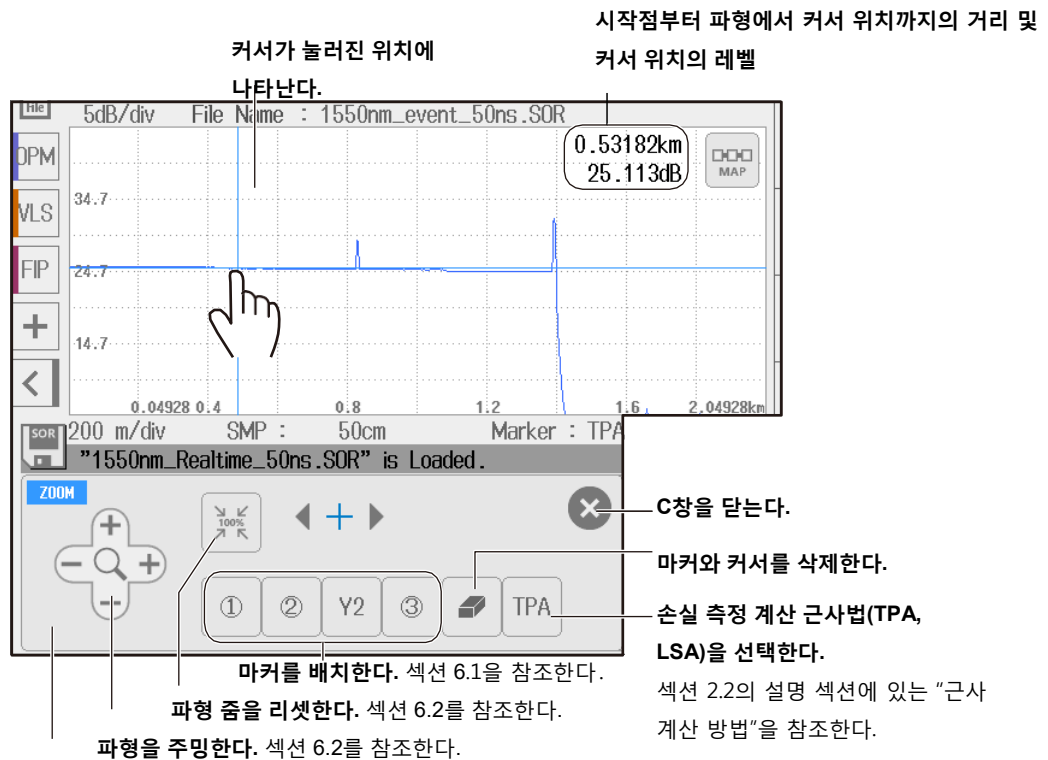 시작점부터 파형에서 커서 위치까지의 거리 및
커서 위치의 레벨
커서가 눌러진 위치에
나타난다.
File
5dB/div File Name : 1550nm_event_50ns.SOR
0.53182km
25.113dB
MAP
OPM
VLS
FIP
34.7
24.7
14.7
0.04928 0.4 0.8 1.2 1.6 2.04928km
SOR
200 m/div SMP : 50cm Marker : TPA
"1550nm_Realtime_50ns.SOR" is Loaded.
ZOOM
100%
① ② Y2 ③ TPA
C창을 닫는다.
마커와 커서를 삭제한다.
손실 측정 계산 근사법(TPA,
LSA)을 선택한다.
섹션 2.2의 설명 섹션에 있는 “근사
계산 방법”을 참조한다.
마커를 배치한다. 섹션 6.1을 참조한다.
파형 줌을 리셋한다. 섹션 6.2를 참조한다.
파형을 주밍한다. 섹션 6.2를 참조한다.